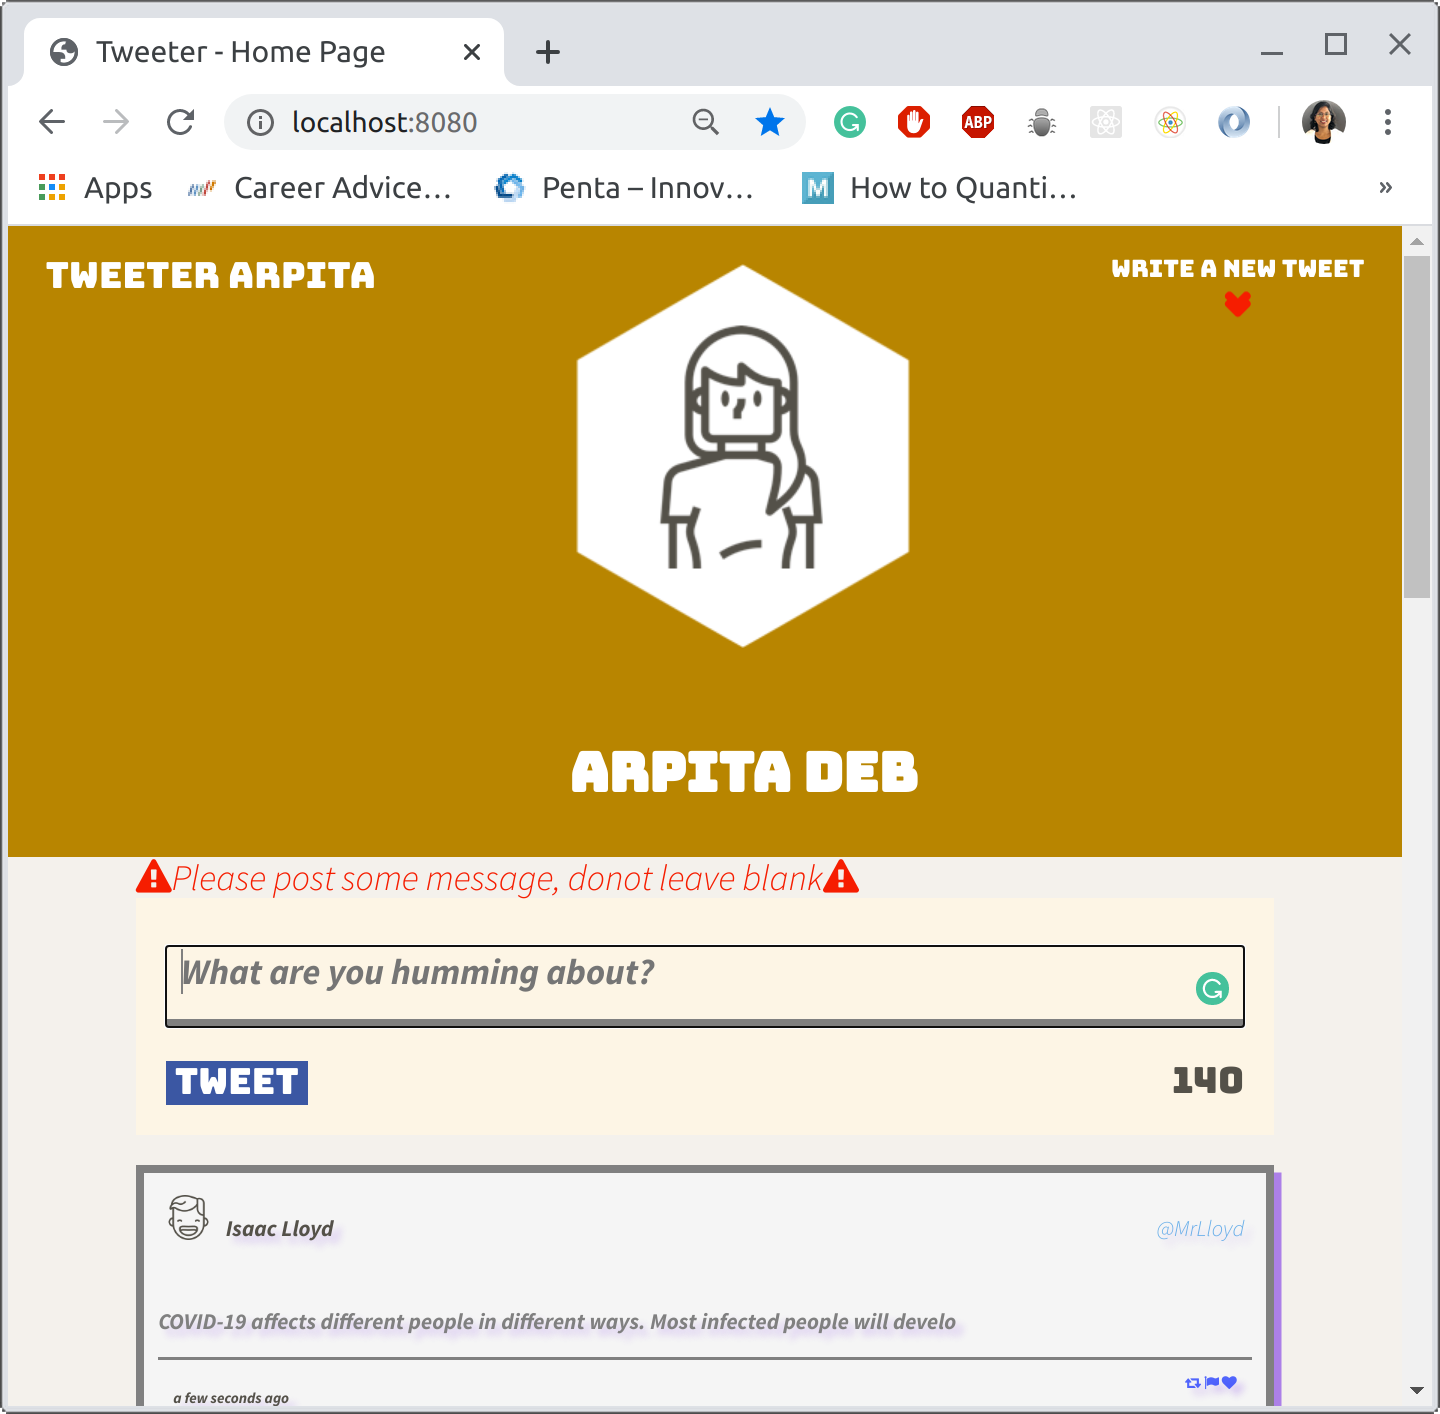 Tweeter - Home Page
localhost:8080
ABP
Apps
Career Advice...
Penta – Innov...
M
How to Quanti...
»
TWEETER ARPITA
WRITE A NEW TWEET
ARPITA DEB
Please post some message, donot leave blank
What are you humming about?
TWEET
140
Isaac Lloyd
@MrLloyd
COVID-19 affects different people in different ways. Most infected people will develo
a few seconds ago